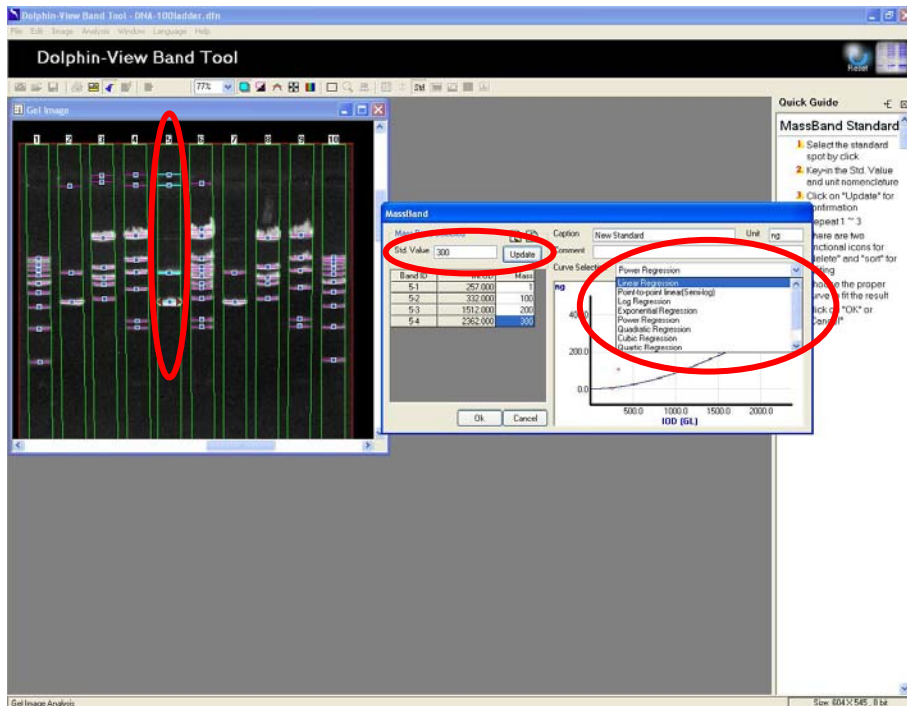 Dolphin-View Band Tool - DNA-100ladder.dfn
File Edit Image Analysis Window Language Help
Dolphin-View Band Tool
Reset
77%
Std
Gel Image
1 2 3 4 5 6 7 8 9 10
MassBand
Std. Value 300 Update
Caption New Standard Unit ng
Comment
Power Regression
Band ID Mass
5-1 257.000 1
5-2 332.000 100
5-3 1512.000 200
5-4 2362.000 300
Linear Regression
Point-to-point linear(Semi-log)
Log Regression
Exponential Regression
Power Regression
Quadratic Regression
Cubic Regression
Quartic Regression
ng
200.0
0.0
500.0 1000.0 1500.0 2000.0
IOD (GL)
Ok Cancel
Quick Guide
MassBand Standard
1. Select the standard
spot by click
2. Key-in the Std. Value
and unit nomenclature
3. Click on "Update" for
Gel Image Analysis
Size: 604 X 545 , 8 bit